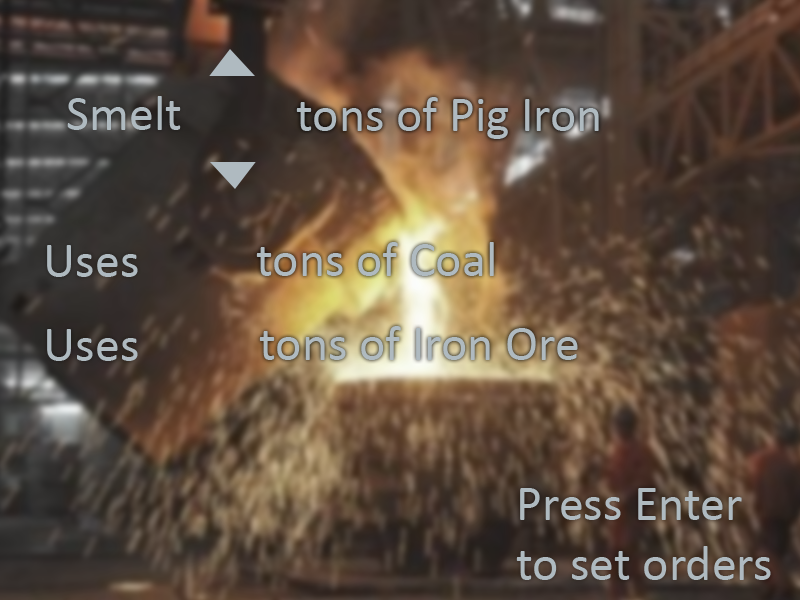 Smelt tons of Pig Iron
Uses tons of Coal
Uses tons of Iron Ore
Press Enter
to set orders